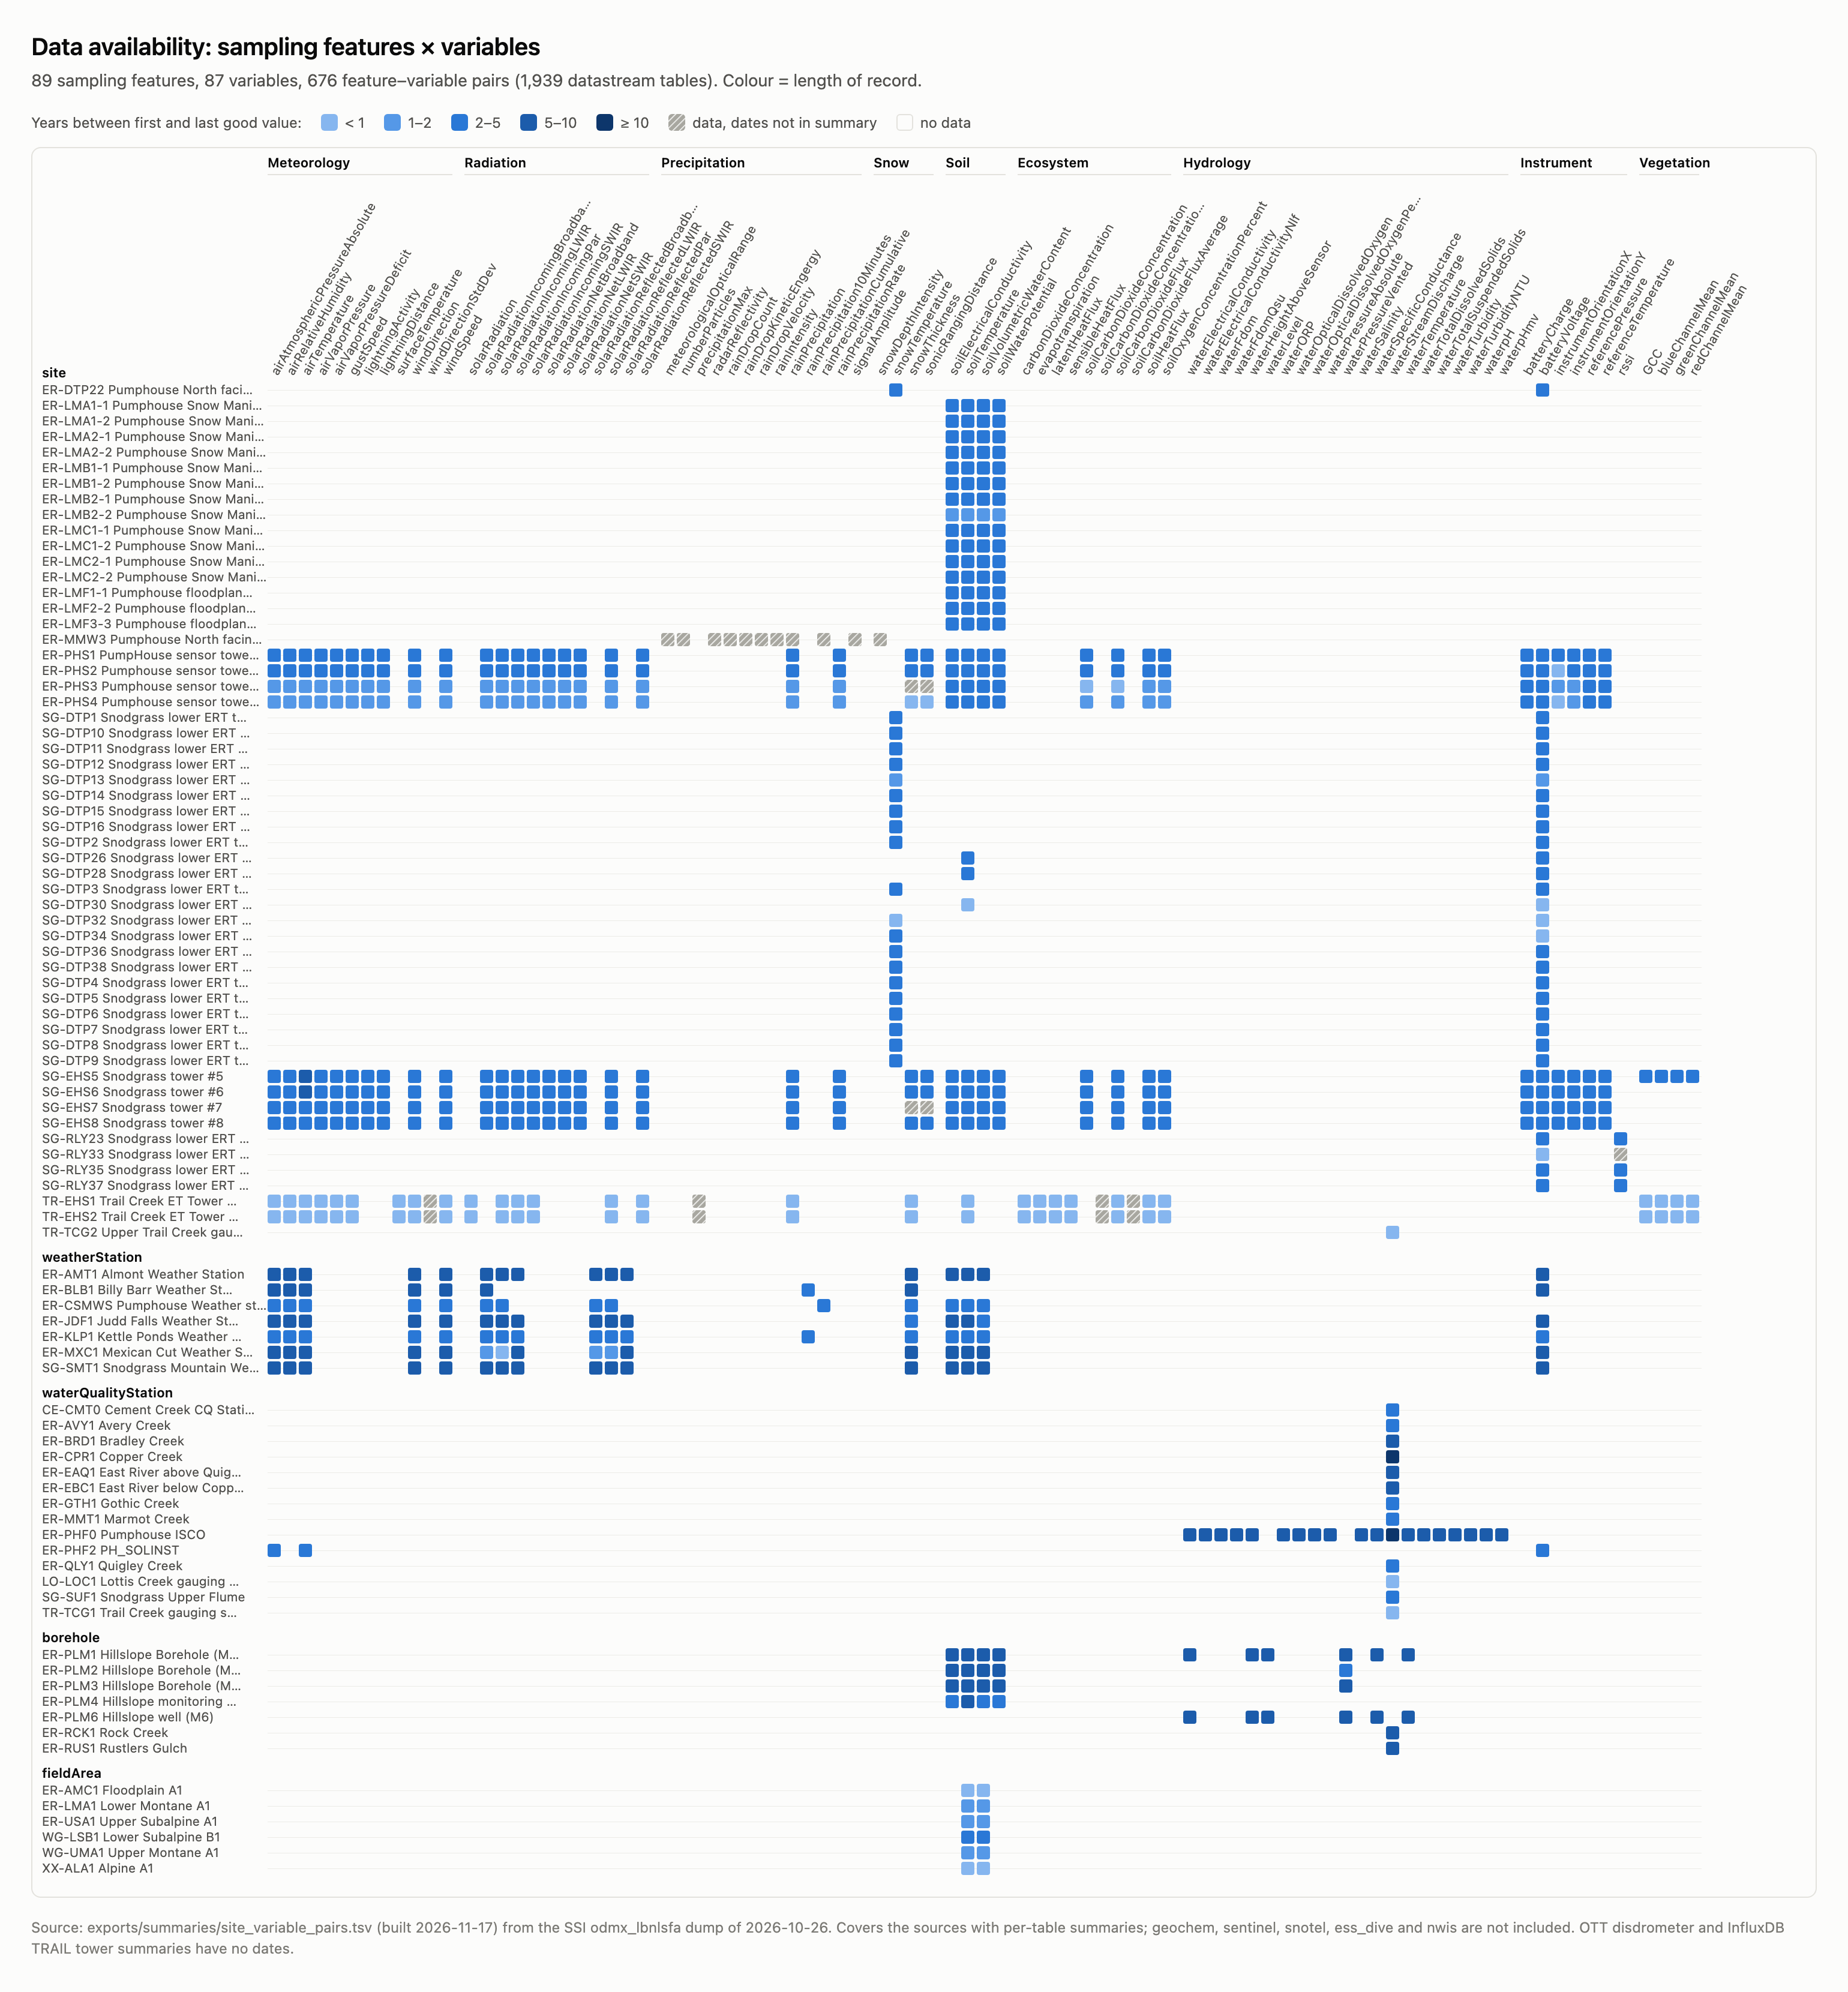 Data availability: sampling features × variables
89 sampling features, 87 variables, 676 feature–variable pairs (1,939 datastream tables). Colour = length of record.
Years between first and last good value: < 1 1–2 2–5 5–10 ≥ 10 data, dates not in summary no data
Meteorology Radiation Precipitation Snow Soil Ecosystem Hydrology Instrument Vegetation
airAtmosphericPressureAbsolute
airRelativeHumidity
airTemperature
airVaporPressure
airVaporPressureDeficit
gustSpeed
lightningActivity
lightningDistance
surfaceTemperature
windDirection
windDirectionStdDev
windSpeed
solarRadiation
solarRadiationIncomingBroadba…
solarRadiationIncomingLWIR
solarRadiationIncomingPar
solarRadiationIncomingSWIR
solarRadiationNetBroadband
solarRadiationNetLWIR
solarRadiationNetSWIR
solarRadiationReflectedBroadb…
solarRadiationReflectedLWIR
solarRadiationReflectedPar
solarRadiationReflectedSWIR
meteorologicalOpticalRange
numberParticles
precipitationMax
radarReflectivity
rainDropCount
rainDropKineticEngergy
rainDropVelocity
rainIntensity
rainPrecipitation
rainPrecipitation10Minutes
rainPrecipitationCumulative
rainPrecipitationRate
signalAmplitude
snowDepthIntensity
snowTemperature
snowThickness
sonicRangingDistance
soilElectricalConductivity
soilTemperature
soilVolumetricWaterContent
soilWaterPotential
carbonDioxideConcentration
evapotranspiration
latentHeatFlux
sensibleHeatFlux
soilCarbonDioxideConcentration
soilCarbonDioxideConcentratio…
soilCarbonDioxideFlux
soilCarbonDioxideFluxAverage
soilHeatFlux
soilOxygenConcentrationPercent
waterElectricalConductivity
waterElectricalConductivityNlf
waterFdom
waterFdomQsu
waterHeightAboveSensor
waterLevel
waterORP
waterOpticalDissolvedOxygen
waterOpticalDissolvedOxygenPe…
waterPressureAbsolute
waterPressureVented
waterSalinity
waterSpecificConductance
waterStreamDischarge
waterTemperature
waterTotalDissolvedSolids
waterTotalSuspendedSolids
waterTurbidity
waterTurbidityNTU
waterpH
waterpHmv
batteryCharge
batteryVoltage
instrumentOrientationX
instrumentOrientationY
referencePressure
referenceTemperature
rssi
GCC
blueChannelMean
greenChannelMean
redChannelMean
site
ER-DTP22 Pumphouse North faci…
ER-LMA1-1 Pumphouse Snow Mani…
ER-LMA1-2 Pumphouse Snow Mani…
ER-LMA2-1 Pumphouse Snow Mani…
ER-LMA2-2 Pumphouse Snow Mani…
ER-LMB1-1 Pumphouse Snow Mani…
ER-LMB1-2 Pumphouse Snow Mani…
ER-LMB2-1 Pumphouse Snow Mani…
ER-LMB2-2 Pumphouse Snow Mani…
ER-LMC1-1 Pumphouse Snow Mani…
ER-LMC1-2 Pumphouse Snow Mani…
ER-LMC2-1 Pumphouse Snow Mani…
ER-LMC2-2 Pumphouse Snow Mani…
ER-LMF1-1 Pumphouse floodplan…
ER-LMF2-2 Pumphouse floodplan…
ER-LMF3-3 Pumphouse floodplan…
ER-MMW3 Pumphouse North facin…
ER-PHS1 PumpHouse sensor towe…
ER-PHS2 Pumphouse sensor towe…
ER-PHS3 Pumphouse sensor towe…
ER-PHS4 Pumphouse sensor towe…
SG-DTP1 Snodgrass lower ERT t…
SG-DTP10 Snodgrass lower ERT …
SG-DTP11 Snodgrass lower ERT …
SG-DTP12 Snodgrass lower ERT …
SG-DTP13 Snodgrass lower ERT …
SG-DTP14 Snodgrass lower ERT …
SG-DTP15 Snodgrass lower ERT …
SG-DTP16 Snodgrass lower ERT …
SG-DTP2 Snodgrass lower ERT t…
SG-DTP26 Snodgrass lower ERT …
SG-DTP28 Snodgrass lower ERT …
SG-DTP3 Snodgrass lower ERT t…
SG-DTP30 Snodgrass lower ERT …
SG-DTP32 Snodgrass lower ERT …
SG-DTP34 Snodgrass lower ERT …
SG-DTP36 Snodgrass lower ERT …
SG-DTP38 Snodgrass lower ERT …
SG-DTP4 Snodgrass lower ERT t…
SG-DTP5 Snodgrass lower ERT t…
SG-DTP6 Snodgrass lower ERT t…
SG-DTP7 Snodgrass lower ERT t…
SG-DTP8 Snodgrass lower ERT t…
SG-DTP9 Snodgrass lower ERT t…
SG-EHS5 Snodgrass tower #5
SG-EHS6 Snodgrass tower #6
SG-EHS7 Snodgrass tower #7
SG-EHS8 Snodgrass tower #8
SG-RLY23 Snodgrass lower ERT …
SG-RLY33 Snodgrass lower ERT …
SG-RLY35 Snodgrass lower ERT …
SG-RLY37 Snodgrass lower ERT …
TR-EHS1 Trail Creek ET Tower …
TR-EHS2 Trail Creek ET Tower …
TR-TCG2 Upper Trail Creek gau…
weatherStation
ER-AMT1 Almont Weather Station
ER-BLB1 Billy Barr Weather St…
ER-CSMWS Pumphouse Weather st…
ER-JDF1 Judd Falls Weather St…
ER-KLP1 Kettle Ponds Weather …
ER-MXC1 Mexican Cut Weather S…
SG-SMT1 Snodgrass Mountain We…
waterQualityStation
CE-CMT0 Cement Creek CQ Stati…
ER-AVY1 Avery Creek
ER-BRD1 Bradley Creek
ER-CPR1 Copper Creek
ER-EAQ1 East River above Quig…
ER-EBC1 East River below Copp…
ER-GTH1 Gothic Creek
ER-MMT1 Marmot Creek
ER-PHF0 Pumphouse ISCO
ER-PHF2 PH_SOLINST
ER-QLY1 Quigley Creek
LO-LOC1 Lottis Creek gauging …
SG-SUF1 Snodgrass Upper Flume
TR-TCG1 Trail Creek gauging s…
borehole
ER-PLM1 Hillslope Borehole (M…
ER-PLM2 Hillslope Borehole (M…
ER-PLM3 Hillslope Borehole (M…
ER-PLM4 Hillslope monitoring …
ER-PLM6 Hillslope well (M6)
ER-RCK1 Rock Creek
ER-RUS1 Rustlers Gulch
fieldArea
ER-AMC1 Floodplain A1
ER-LMA1 Lower Montane A1
ER-USA1 Upper Subalpine A1
WG-LSB1 Lower Subalpine B1
WG-UMA1 Upper Montane A1
XX-ALA1 Alpine A1
Source: exports/summaries/site_variable_pairs.tsv (built 2026-11-17) from the SSI odmx_lbnlsfa dump of 2026-10-26. Covers the sources with per-table summaries; geochem, sentinel, snotel, ess_dive and nwis are not included. OTT disdrometer and InfluxDB
TRAIL tower summaries have no dates.